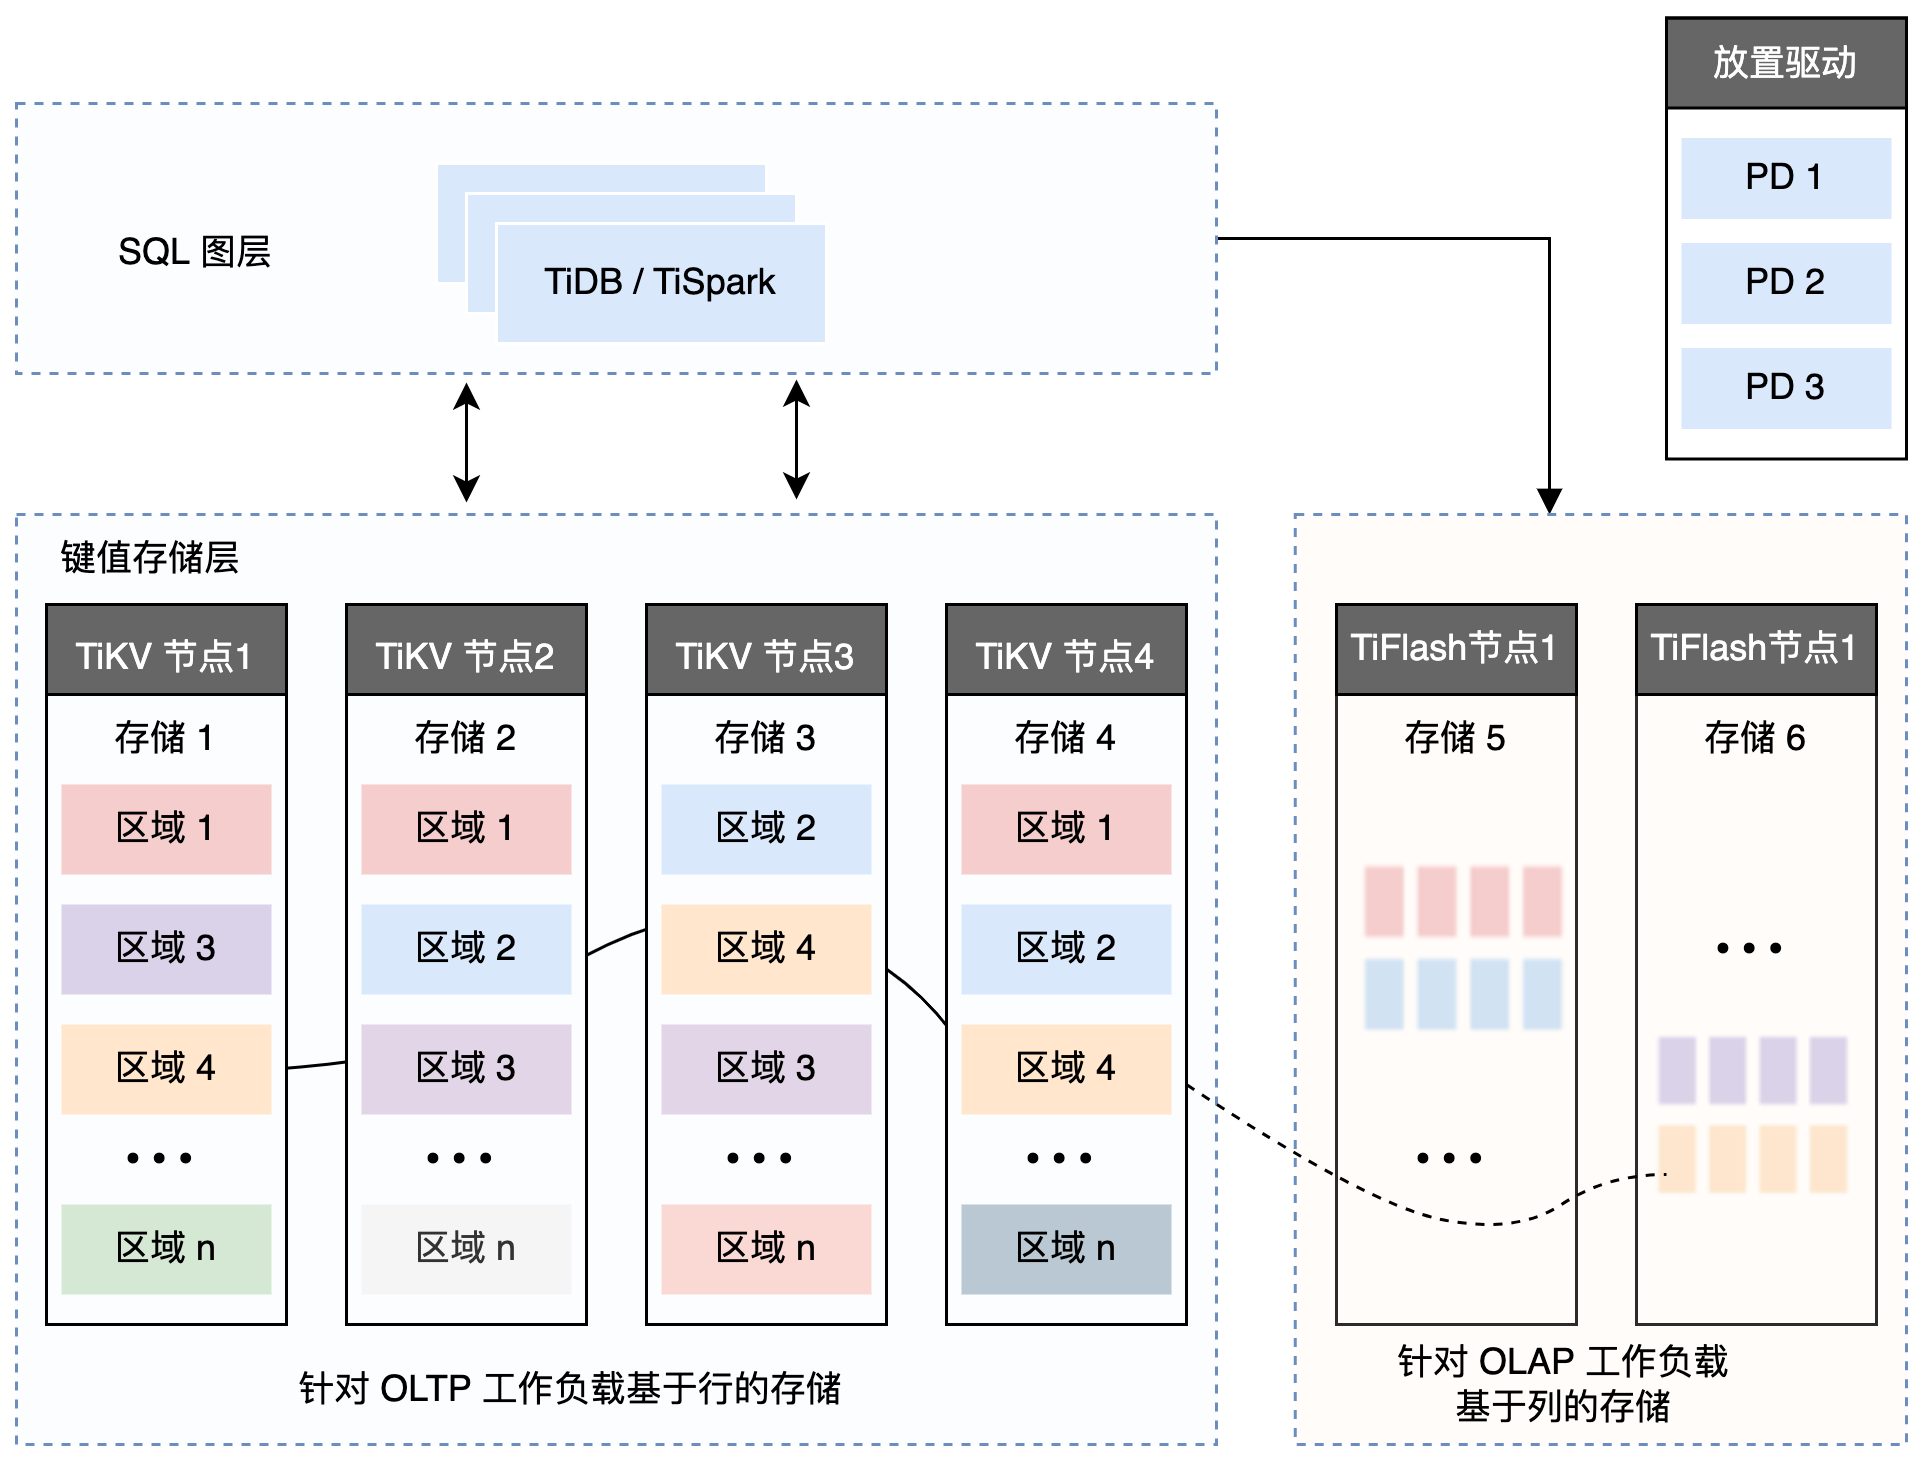 放置驱动
PD 1
PD 2
PD 3
SQL 图层
TiDB / TiSpark
键值存储层
TiKV 节点1
存储 1
区域 1
区域 3
区域 4
•••
区域 n
TiKV 节点2
存储 2
区域 1
区域 2
区域 3
•••
区域 n
TiKV 节点3
存储 3
区域 2
区域 4
区域 3
•••
区域 n
TiKV 节点4
存储 4
区域 1
区域 2
区域 4
•••
区域 n
针对 OLTP 工作负载基于行的存储
TiFlash节点1
存储 5
•••
TiFlash节点1
存储 6
•••
针对 OLAP 工作负载
基于列的存储